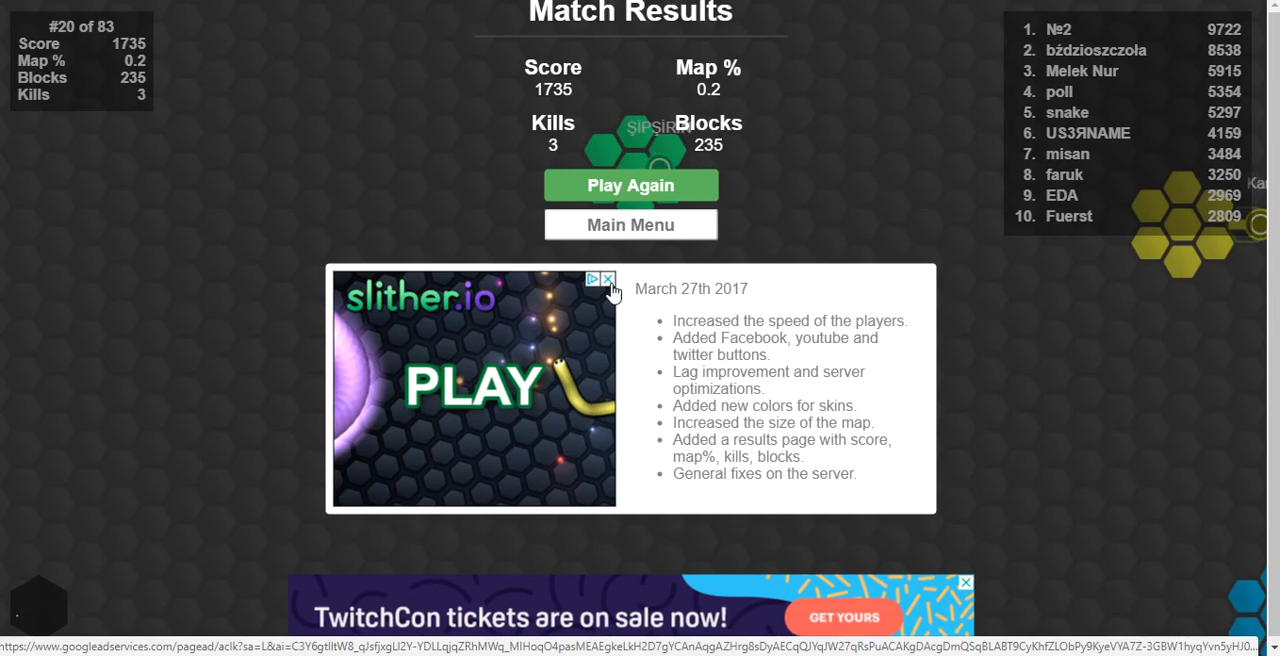 Match Results
#20 of 83
Score 1735
Map % 0.2
Blocks 235
Kills 3
Score Map %
1735 0.2
Kills Blocks
3 235
ŞİPŞİRİN
Play Again
Main Menu
1. №2 9722
2. bździoszczoła 8538
3. Melek Nur 5915
4. poll 5354
5. snake 5297
6. USЗЯNAME 4159
7. misan 3484
8. faruk 3250
9. EDA 2969
10. Fuerst 2809
slither.io
PLAY
March 27th 2017
• Increased the speed of the players.
• Added Facebook, youtube and
twitter buttons.
• Lag improvement and server
optimizations.
• Added new colors for skins.
• Increased the size of the map.
• Added a results page with score,
map%, kills, blocks.
• General fixes on the server.
TwitchCon tickets are on sale now!
GET YOURS